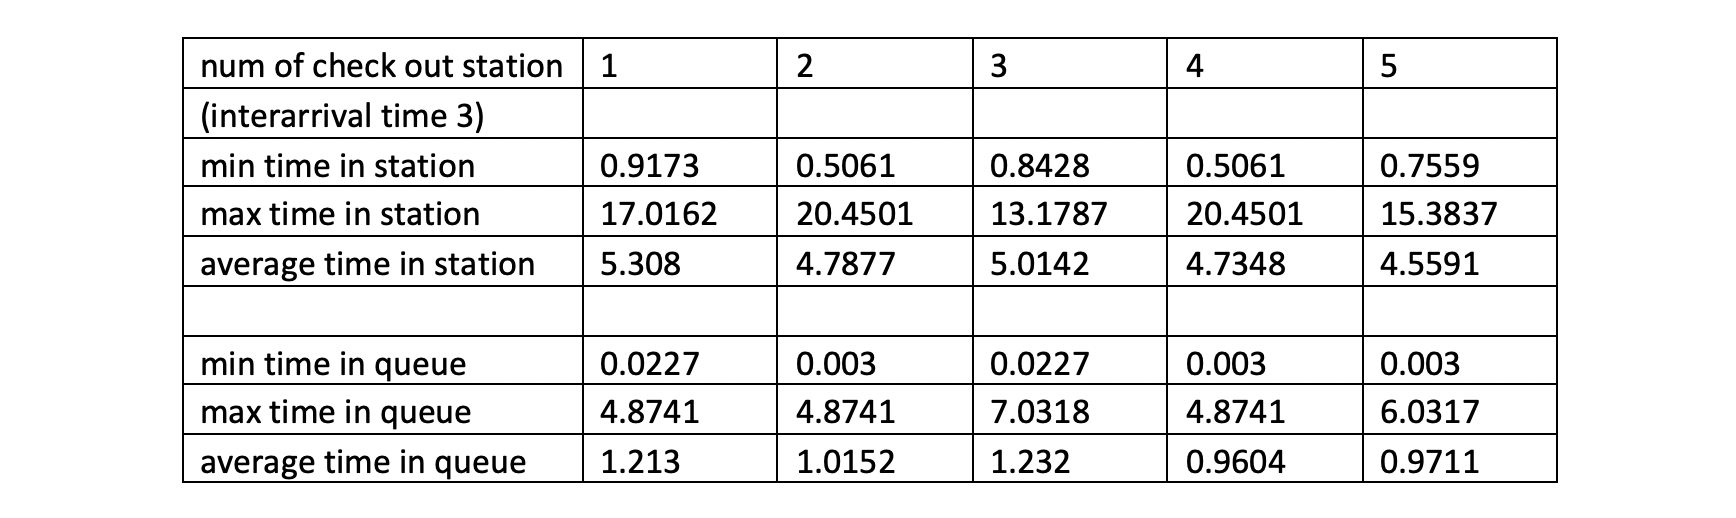 num of check out station 1 2 3 4 5
(interarrival time 3)
min time in station 0.9173 0.5061 0.8428 0.5061 0.7559
max time in station 17.0162 20.4501 13.1787 20.4501 15.3837
average time in station 5.308 4.7877 5.0142 4.7348 4.5591
min time in queue 0.0227 0.003 0.0227 0.003 0.003
max time in queue 4.8741 4.8741 7.0318 4.8741 6.0317
average time in queue 1.213 1.0152 1.232 0.9604 0.9711